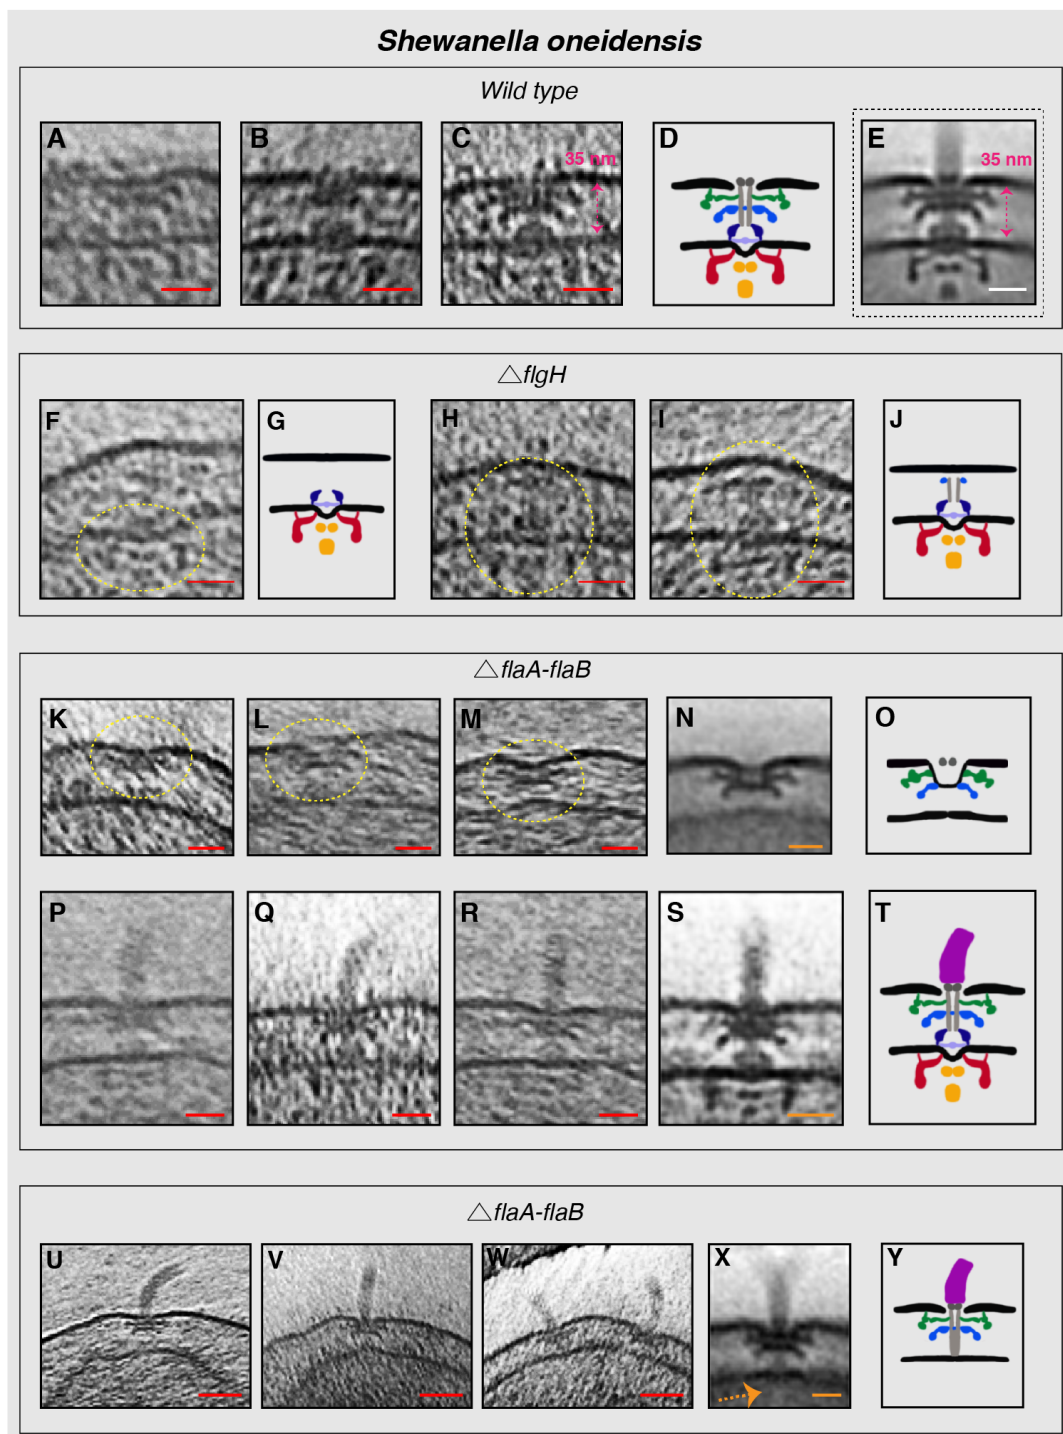 Shewanella oneidensis
Wild type
A
B
C
35 nm
D
E
35 nm
△flgH
F
G
H
I
J
△flaA-flaB
K
L
M
N
O
P
Q
R
S
T
△flaA-flaB
U
V
W
X
Y